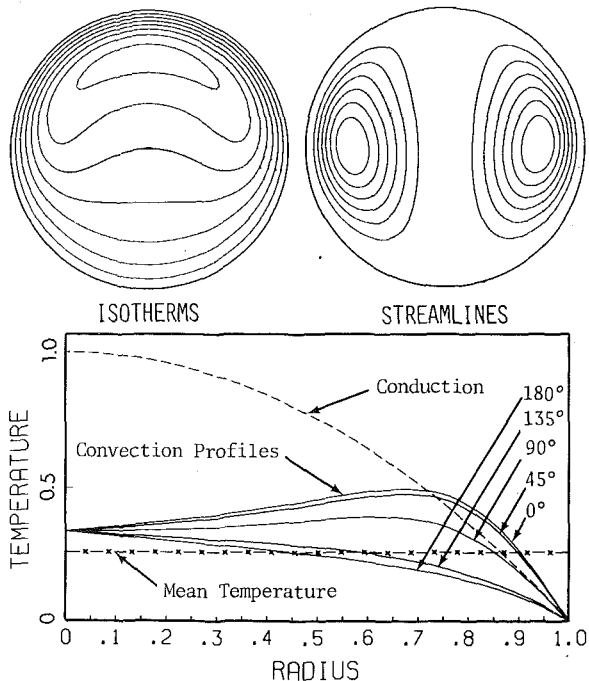 ISOTHERMS
STREAMLINES
TEMPERATURE
1.0
0.5
0
Conduction
Convection Profiles
Mean Temperature
180°
135°
90°
45°
0°
0 .1 .2 .3 .4 .5 .6 .7 .8 .9 1.0
RADIUS